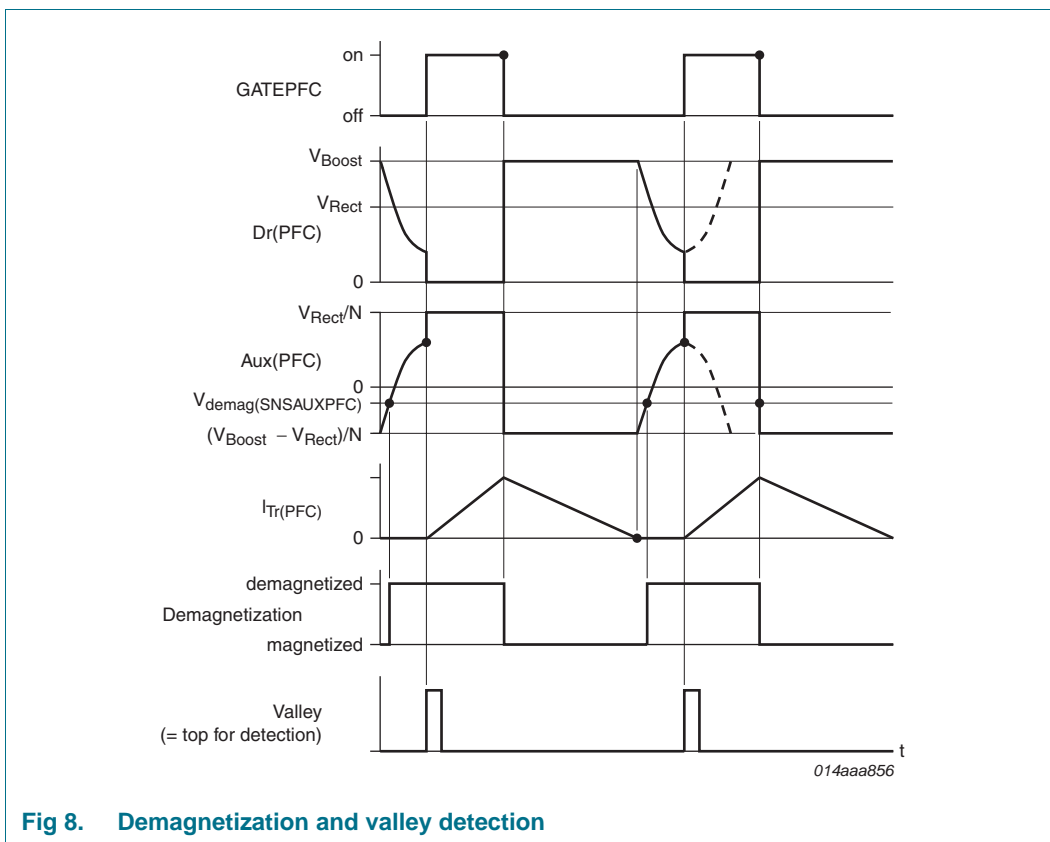 on
GATEPFC
off
VBoost
VRect
Dr(PFC)
0
VRect/N
Aux(PFC)
0
Vdemag(SNSAUXPFC)
(VBoost − VRect)/N
ITr(PFC)
0
demagnetized
Demagnetization
magnetized
Valley
(= top for detection)
t
014aaa856
Fig 8. Demagnetization and valley detection